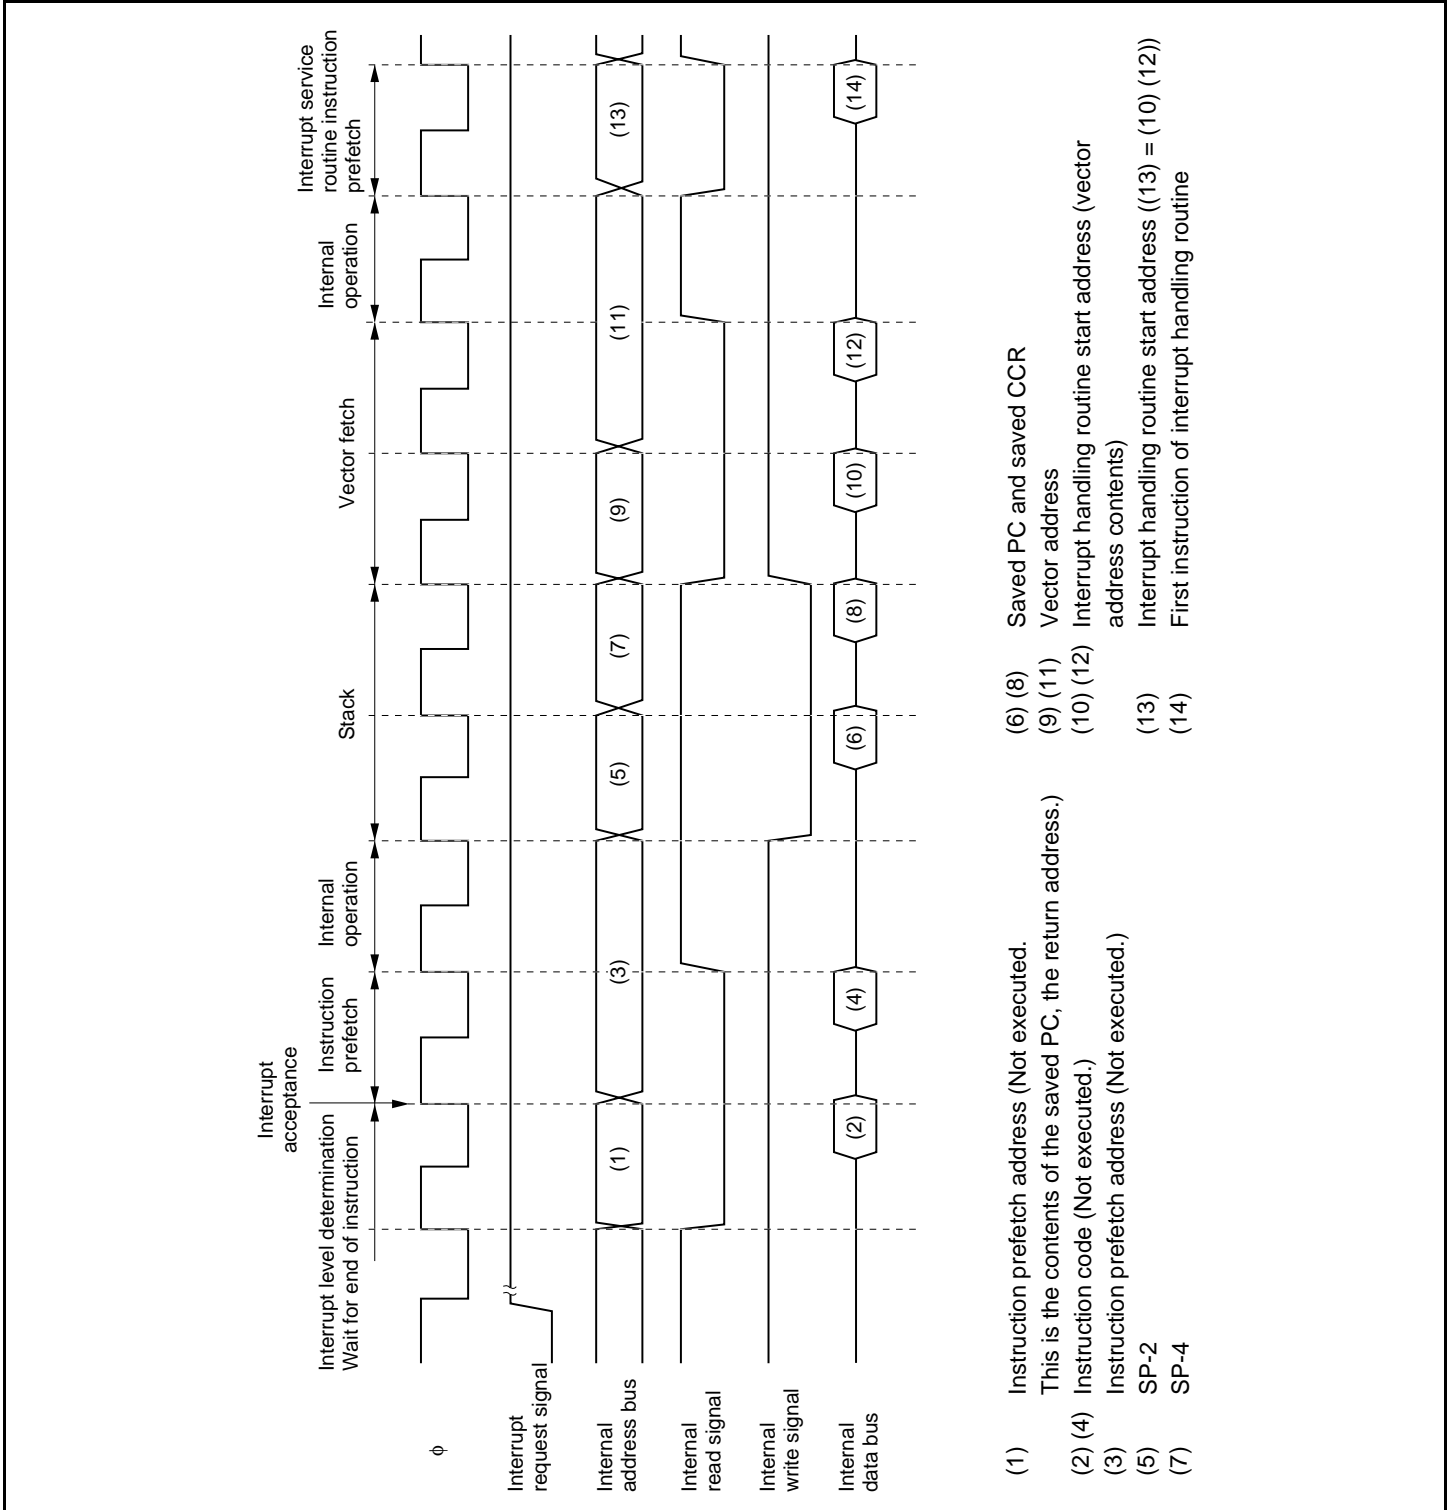 Interrupt
acceptance
Interrupt level determination
Wait for end of instruction
Instruction
prefetch
Internal
operation
Stack
Vector fetch
Internal
operation
Interrupt service
routine instruction
prefetch
φ
Interrupt
request signal
Internal
address bus
(1)
(3)
(5)
(7)
(9)
(11)
(13)
Internal
read signal
Internal
write signal
Internal
data bus
(2)
(4)
(6)
(8)
(10)
(12)
(14)
(1) Instruction prefetch address (Not executed.
This is the contents of the saved PC, the return address.)
(2) (4) Instruction code (Not executed.)
(3) Instruction prefetch address (Not executed.)
(5) SP-2
(7) SP-4
(6) (8) Saved PC and saved CCR
(9) (11) Vector address
(10) (12) Interrupt handling routine start address (vector
address contents)
(13) Interrupt handling routine start address ((13) = (10) (12))
(14) First instruction of interrupt handling routine